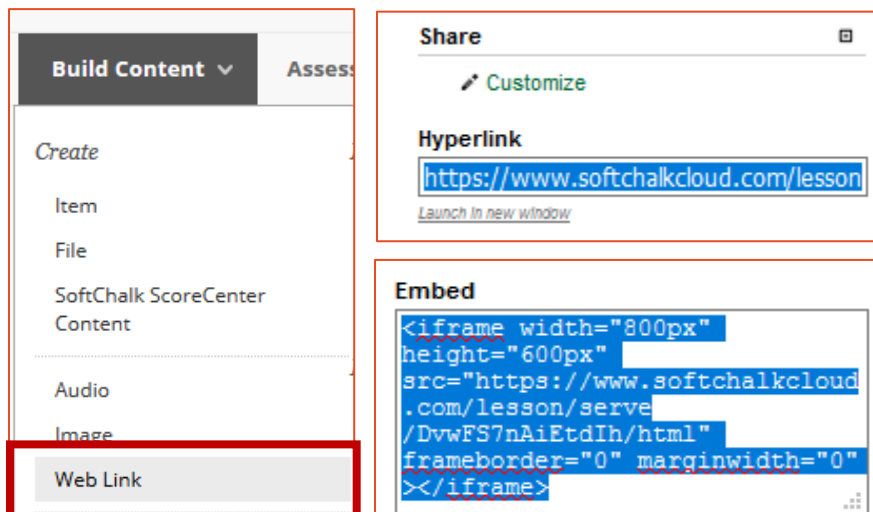 Build Content
Assess
Create
Item
File
SoftChalk ScoreCenter
Content
Audio
Image
Web Link
Share
Customize
Hyperlink
https://www.softchalkcloud.com/lesson
Launch in new window
Embed
<iframe width="800px"
height="600px"
src="https://www.softchalkcloud
.com/lesson/serve
/DvwFS7nAiEtdIh/html"
frameborder="0" marginwidth="0"
></iframe>